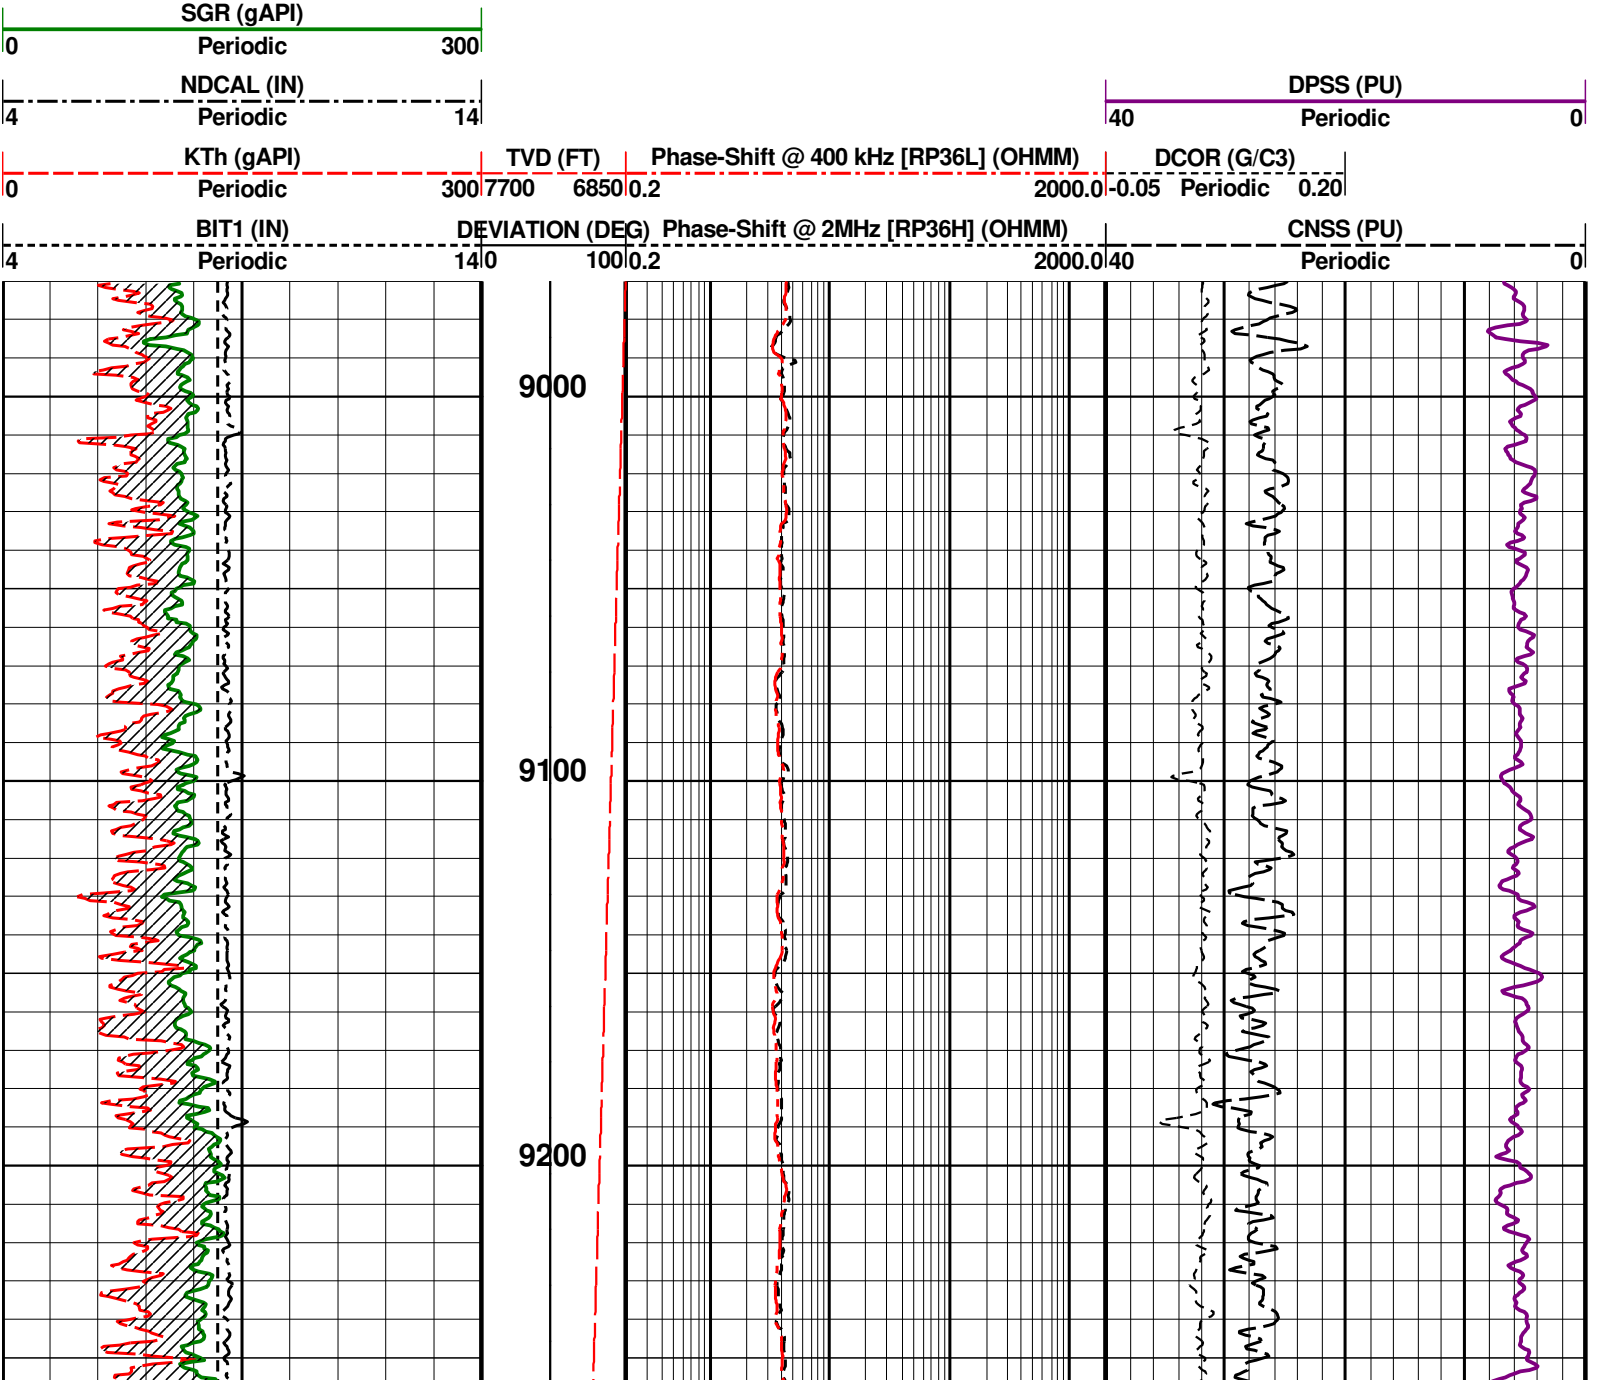 SGR (gAPI)
0 Periodic 300
NDCAL (IN) DPSS (PU)
4 Periodic 14 40 Periodic 0
KTh (gAPI) TVD (FT) Phase-Shift @ 400 kHz [RP36L] (OHMM) DCOR (G/C3)
0 Periodic 300 7700 6850 0.2 2000.0 -0.05 Periodic 0.20
BIT1 (IN) DEVIATION (DEG) Phase-Shift @ 2MHz [RP36H] (OHMM) CNSS (PU)
4 Periodic 14 0 100 0.2 2000.0 40 Periodic 0
9000
9100
9200